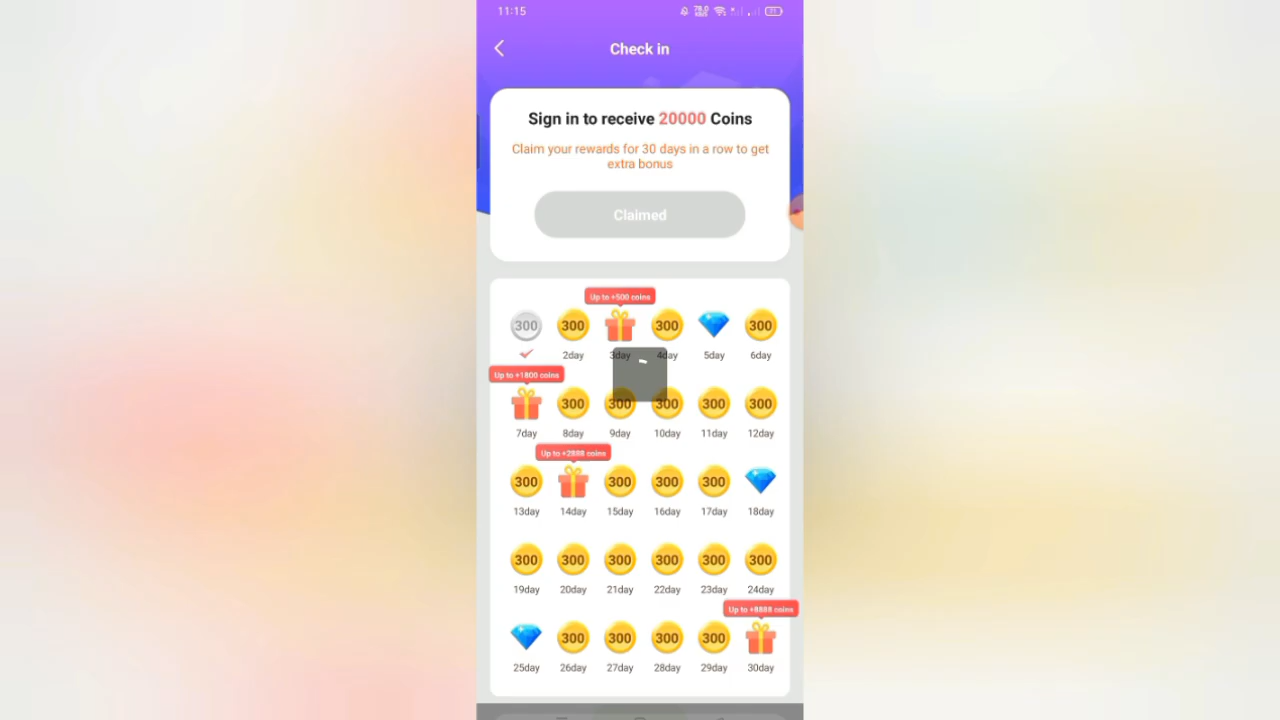 11:15
Check in
Sign in to receive 20000 Coins
Claim your rewards for 30 days in a row to get
extra bonus
Claimed
Up to +500 coins
300 300 300 300
2day 3day 4day 5day 6day
Up to +1800 coins
300 300 300 300 300
7day 8day 9day 10day 11day 12day
Up to +2888 coins
300 300 300 300
13day 14day 15day 16day 17day 18day
300 300 300 300 300 300
19day 20day 21day 22day 23day 24day
Up to +8888 coins
300 300 300 300
25day 26day 27day 28day 29day 30day